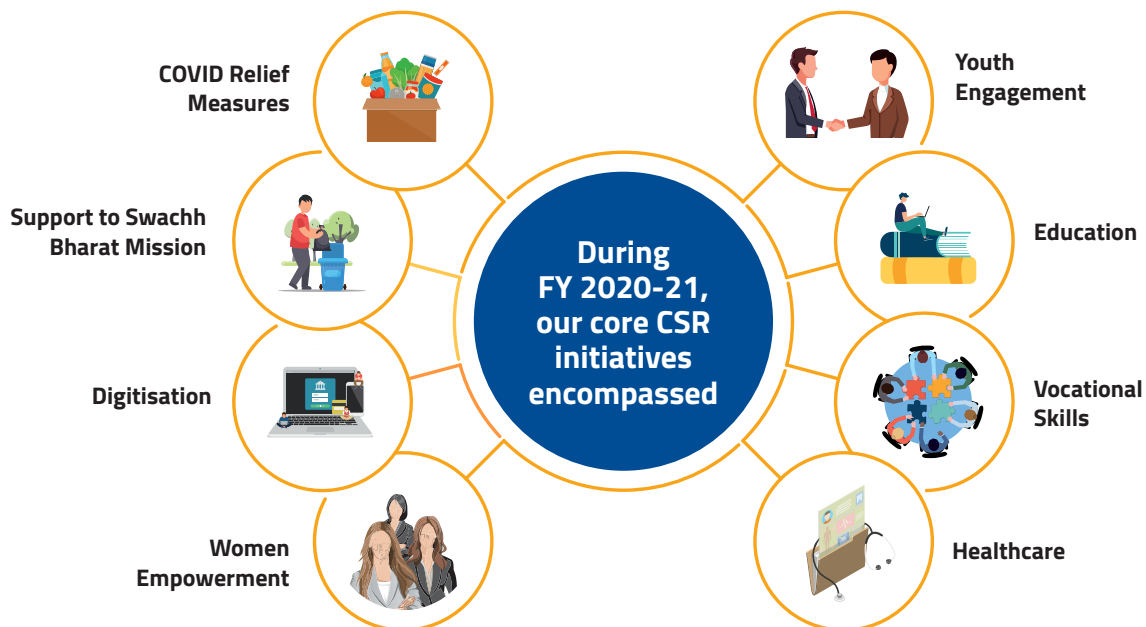 COVID Relief
Measures
Support to Swachh
Bharat Mission
Digitisation
Women
Empowerment
During
FY 2020-21,
our core CSR
initiatives
encompassed
Youth
Engagement
Education
Vocational
Skills
Healthcare